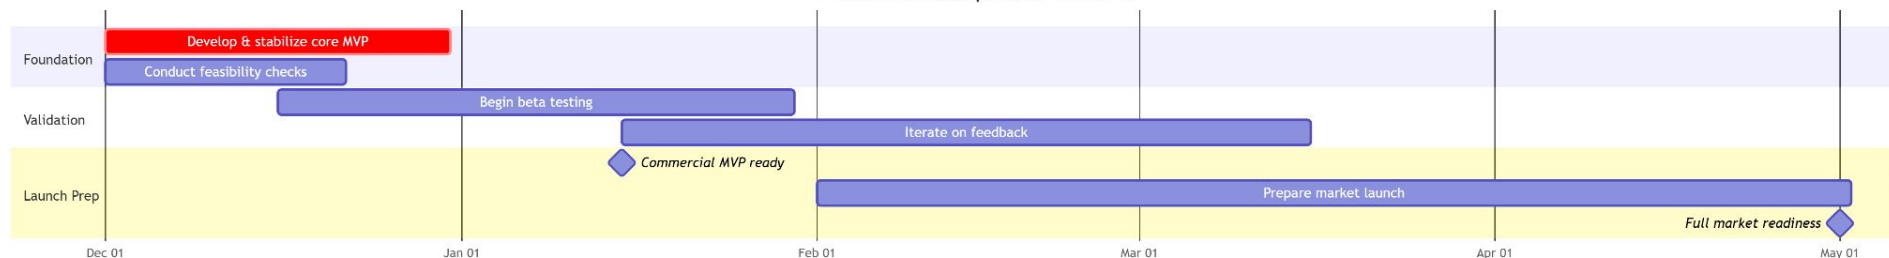 Foundation
Develop & stabilize core MVP
Conduct feasibility checks
Validation
Begin beta testing
Iterate on feedback
Commercial MVP ready
Launch Prep
Prepare market launch
Full market readiness
Dec 01
Jan 01
Feb 01
Mar 01
Apr 01
May 01